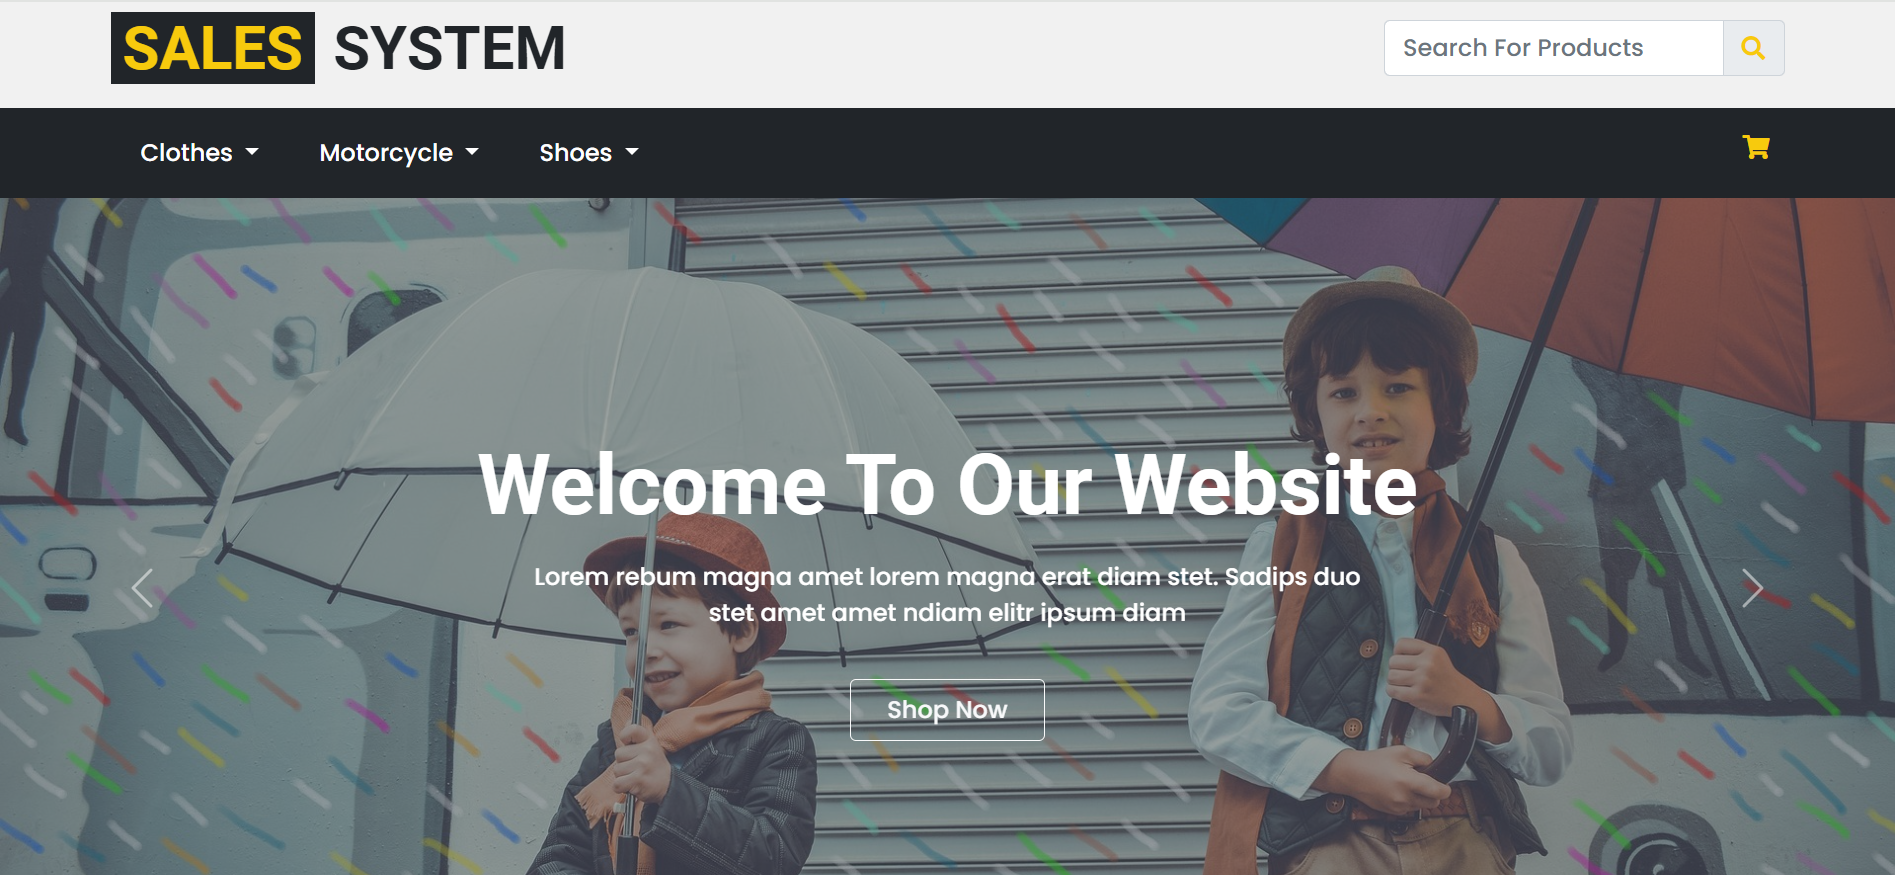 SALES SYSTEM
Search For Products
Clothes
Motorcycle
Shoes
Welcome To Our Website
Lorem rebum magna amet lorem magna erat diam stet. Sadips duo
stet amet amet ndiam elitr ipsum diam
Shop Now